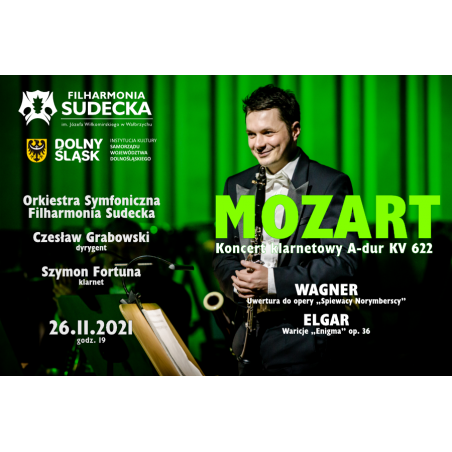 FILHARMONIA
SUDECKA
im. Józefa Wiłkomirskiego w Wałbrzychu
DOLNY
ŚLĄSK
INSTYTUCJA KULTURY
SAMORZĄDU
WOJEWÓDZTWA
DOLNOŚLĄSKIEGO
Orkiestra Symfoniczna
Filharmonia Sudecka
Czesław Grabowski
dyrygent
Szymon Fortuna
klarnet
26.11.2021
godz. 19
MOZART
Koncert klarnetowy A-dur KV 622
WAGNER
Uwertura do opery „Śpiewacy Norymberscy”
ELGAR
Waricje „Enigma” op. 36